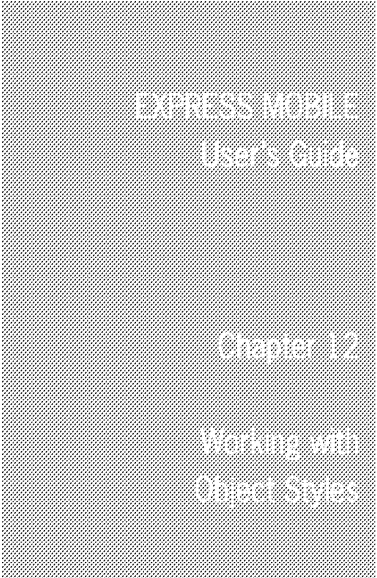 EXPRESS MOBILE
User's Guide
Chapter 12
Working with
Object Styles